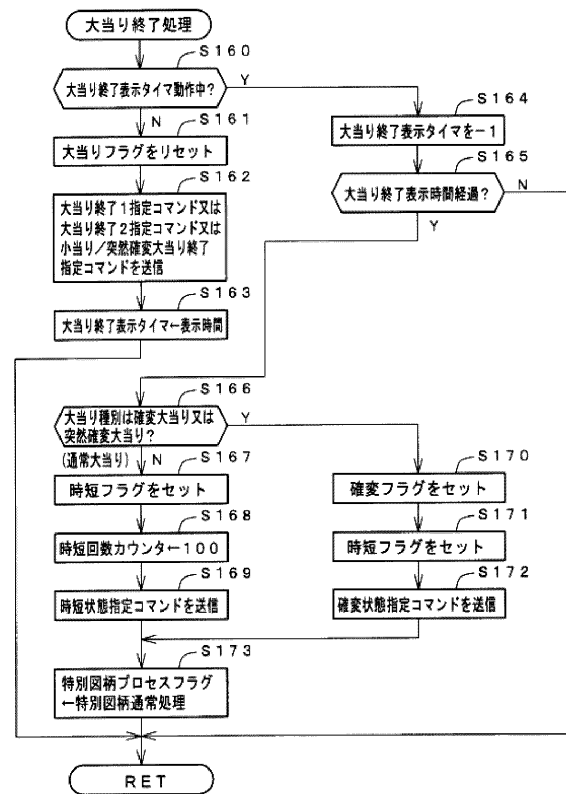 大当り終了処理
S160
大当り終了表示タイマ動作中?
Y
N
S161
大当りフラグをリセット
S162
大当り終了1指定コマンド又は
大当り終了2指定コマンド又は
小当り/突然確変大当り終了
指定コマンドを送信
S163
大当り終了表示タイマ←表示時間
S164
大当り終了表示タイマを-1
S165
大当り終了表示時間経過?
N
Y
S166
大当り種別は確変大当り又は
突然確変大当り?
Y
(通常大当り)
N
S167
時短フラグをセット
S168
時短回数カウンタ←100
S169
時短状態指定コマンドを送信
S170
確変フラグをセット
S171
時短フラグをセット
S172
確変状態指定コマンドを送信
S173
特別図柄プロセスフラグ
←特別図柄通常処理
RET